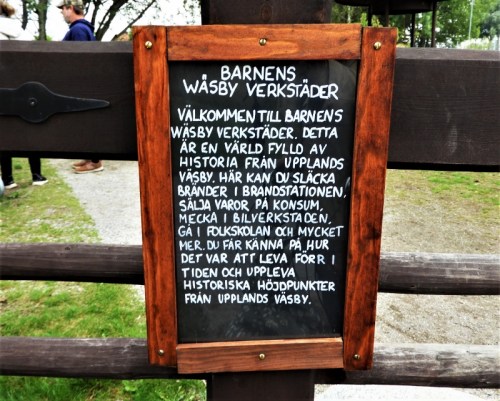 BARNENS
WÄSBY VERKSTÄDER
VÄLKOMMEN TILL BARNENS
WÄSBY VERKSTÄDER. DETTA
ÄR EN VÄRLD FYLLD AV
HISTORIA FRÅN UPPLANDS
VÄSBY. HÄR KAN DU SLÄCKA
BRÄNDER I BRANDSTATIONEN,
SÄLJA VAROR PÅ KONSUM,
MECKA I BILVERKSTADEN,
GÅ I FOLKSKOLAN OCH MYCKET
MER. DU FÅR KÄNNA PÅ HUR
DET VAR ATT LEVA FÖRR I
TIDEN OCH UPPLEVA
HISTORISKA HÖJDPUNKTER
FRÅN UPPLANDS VÄSBY.